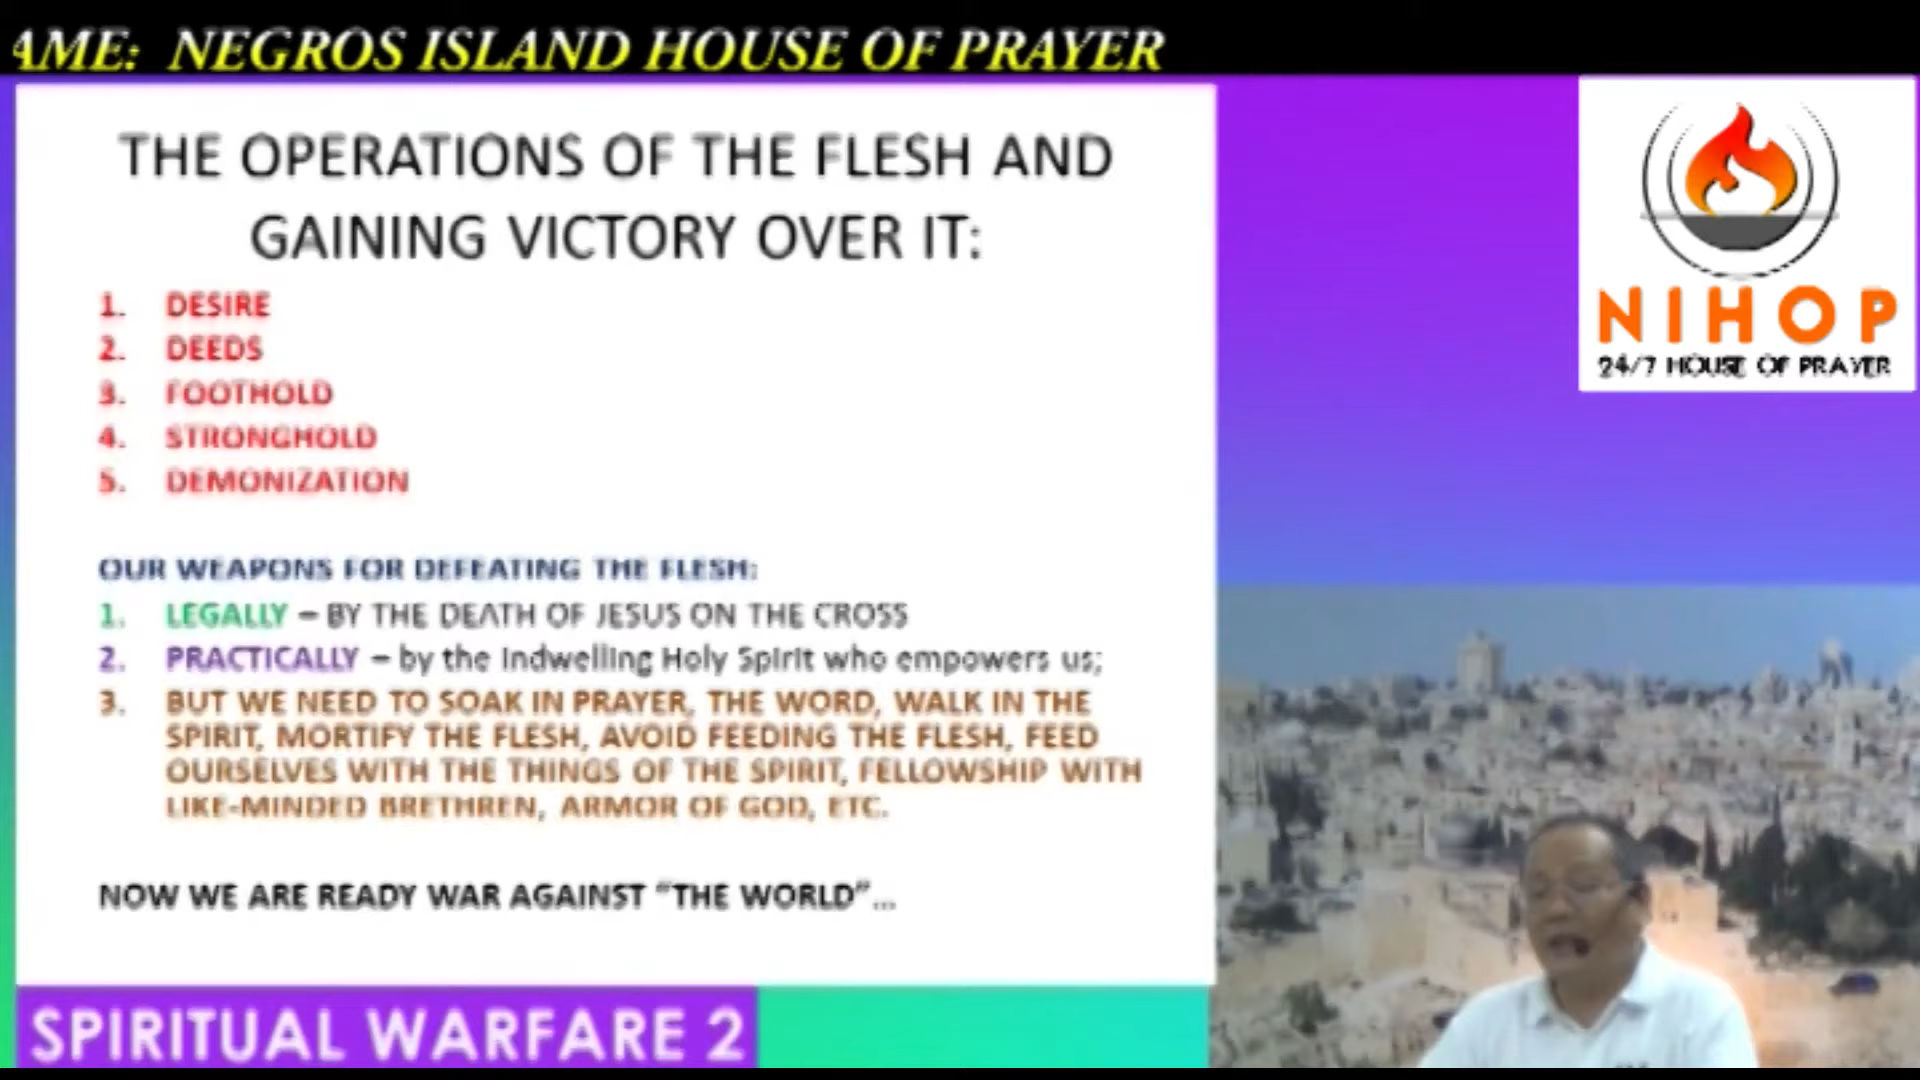 AME: NEGROS ISLAND HOUSE OF PRAYER
THE OPERATIONS OF THE FLESH AND
GAINING VICTORY OVER IT:
1. DESIRE
2. DEEDS
3. FOOTHOLD
4. STRONGHOLD
5. DEMONIZATION
OUR WEAPONS FOR DEFEATING THE FLESH:
1. LEGALLY – BY THE DEATH OF JESUS ON THE CROSS
2. PRACTICALLY – by the Indwelling Holy Spirit who empowers us;
3. BUT WE NEED TO SOAK IN PRAYER, THE WORD, WALK IN THE
SPIRIT, MORTIFY THE FLESH, AVOID FEEDING THE FLESH, FEED
OURSELVES WITH THE THINGS OF THE SPIRIT, FELLOWSHIP WITH
LIKE-MINDED BRETHREN, ARMOR OF GOD, ETC.
NOW WE ARE READY WAR AGAINST "THE WORLD"...
NIHOP
24/7 HOUSE OF PRAYER
SPIRITUAL WARFARE 2